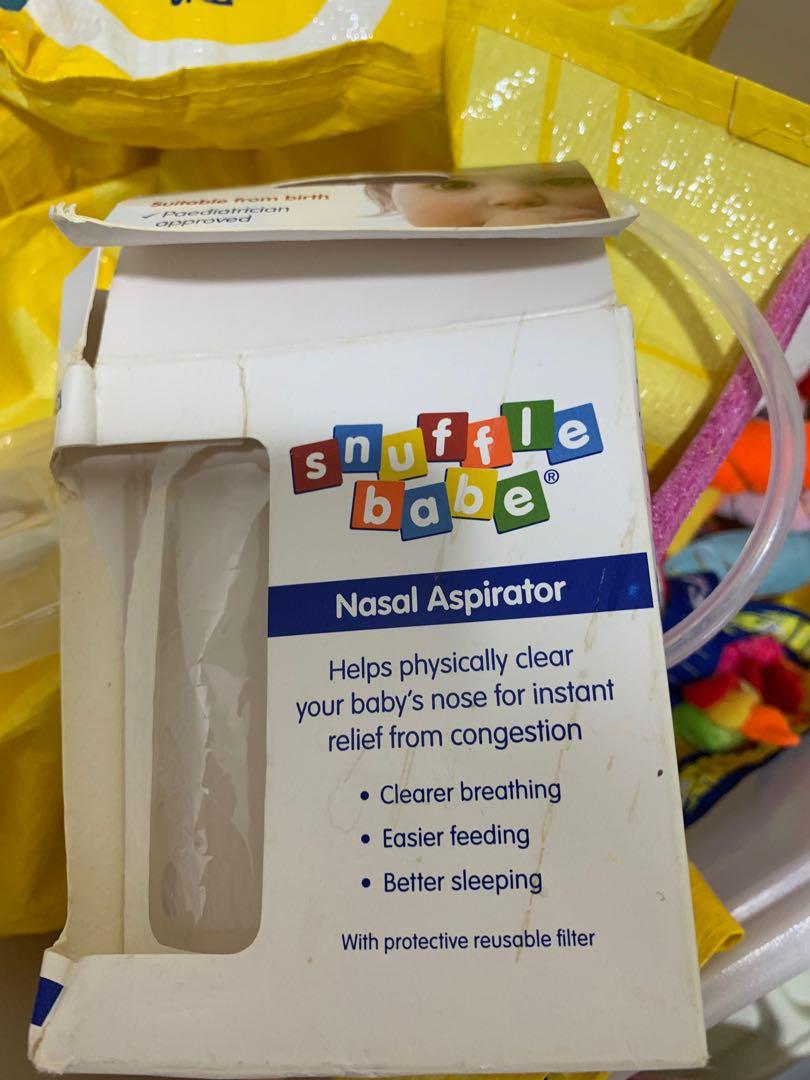 Suitable from birth
✓ Paediatrician
approved
snuffle
babe®
Nasal Aspirator
Helps physically clear
your baby's nose for instant
relief from congestion
• Clearer breathing
• Easier feeding
• Better sleeping
With protective reusable filter